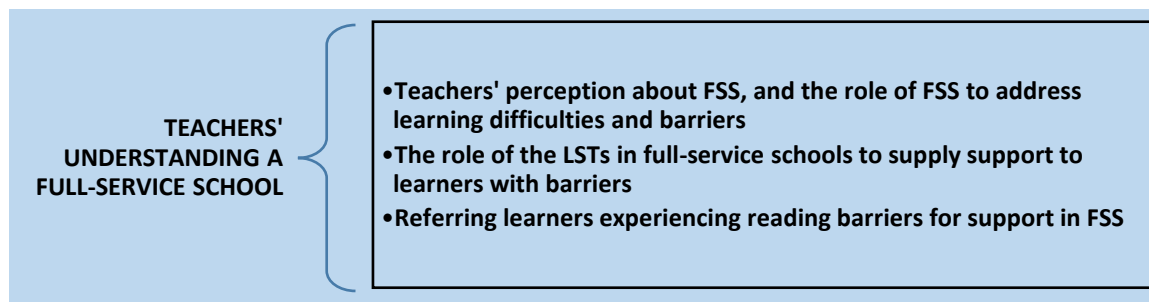 TEACHERS'
UNDERSTANDING A
FULL-SERVICE SCHOOL
•Teachers' perception about FSS, and the role of FSS to address
learning difficulties and barriers
•The role of the LSTs in full-service schools to supply support to
learners with barriers
•Referring learners experiencing reading barriers for support in FSS